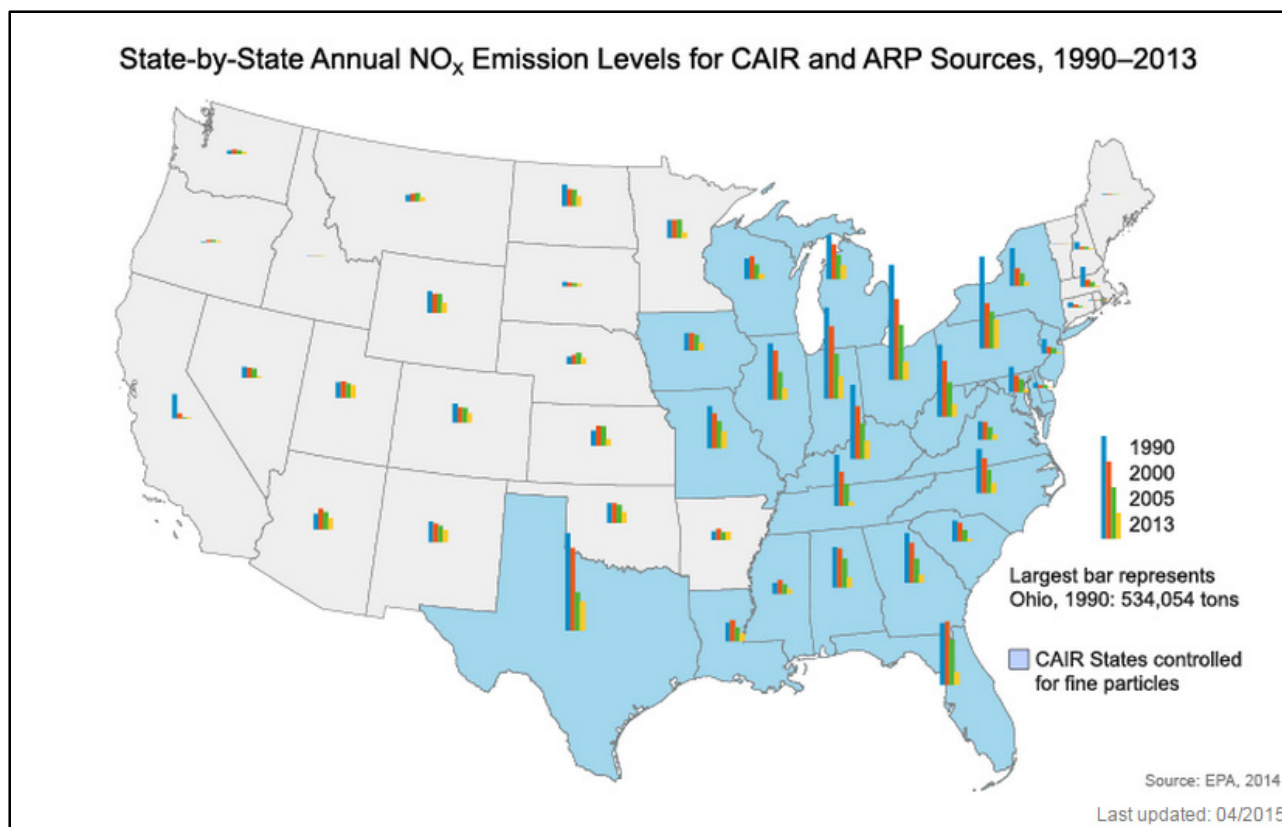 State-by-State Annual NOₓ Emission Levels for CAIR and ARP Sources, 1990–2013
1990
2000
2005
2013
Largest bar represents
Ohio, 1990: 534,054 tons
CAIR States controlled
for fine particles
Source: EPA, 2014
Last updated: 04/2015